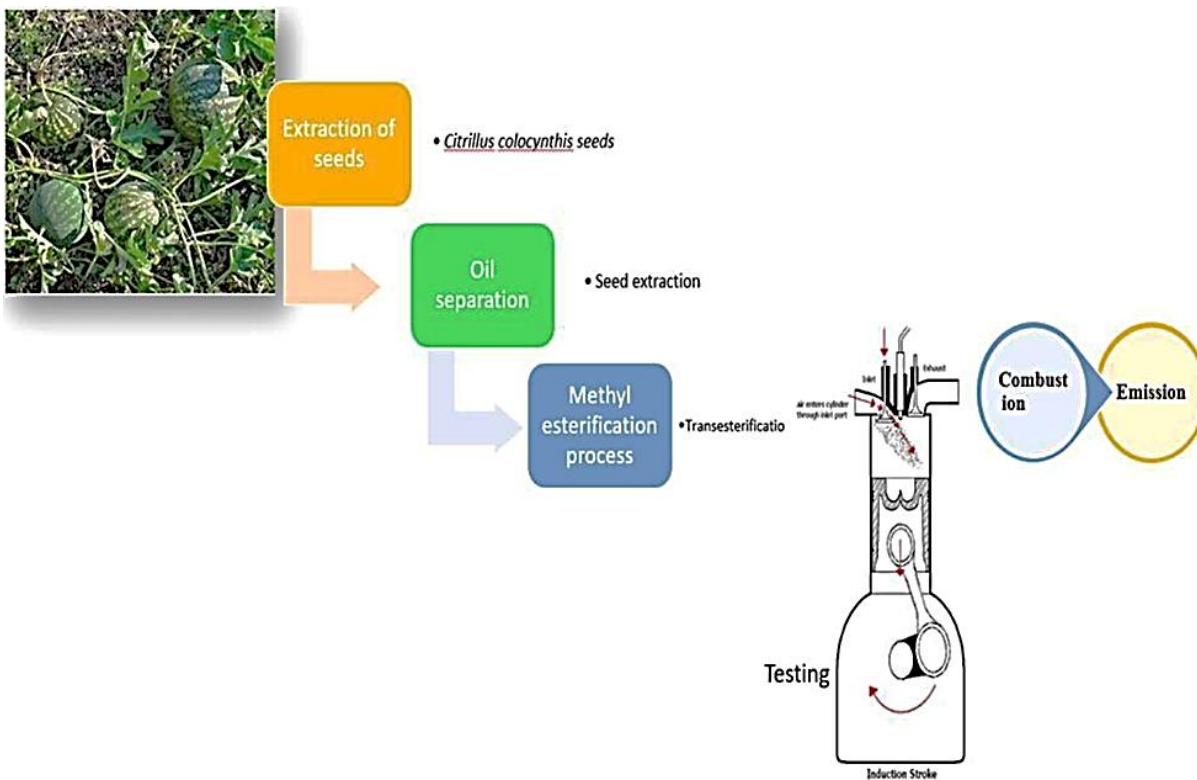 Extraction of
seeds
• Citrillus colocynthis seeds
Oil
separation
• Seed extraction
Methyl
esterification
process
•Transesterificatio
Inlet
Exhaust
air enters cylinder
through inlet port
Combust
ion
Emission
Testing
Induction Stroke